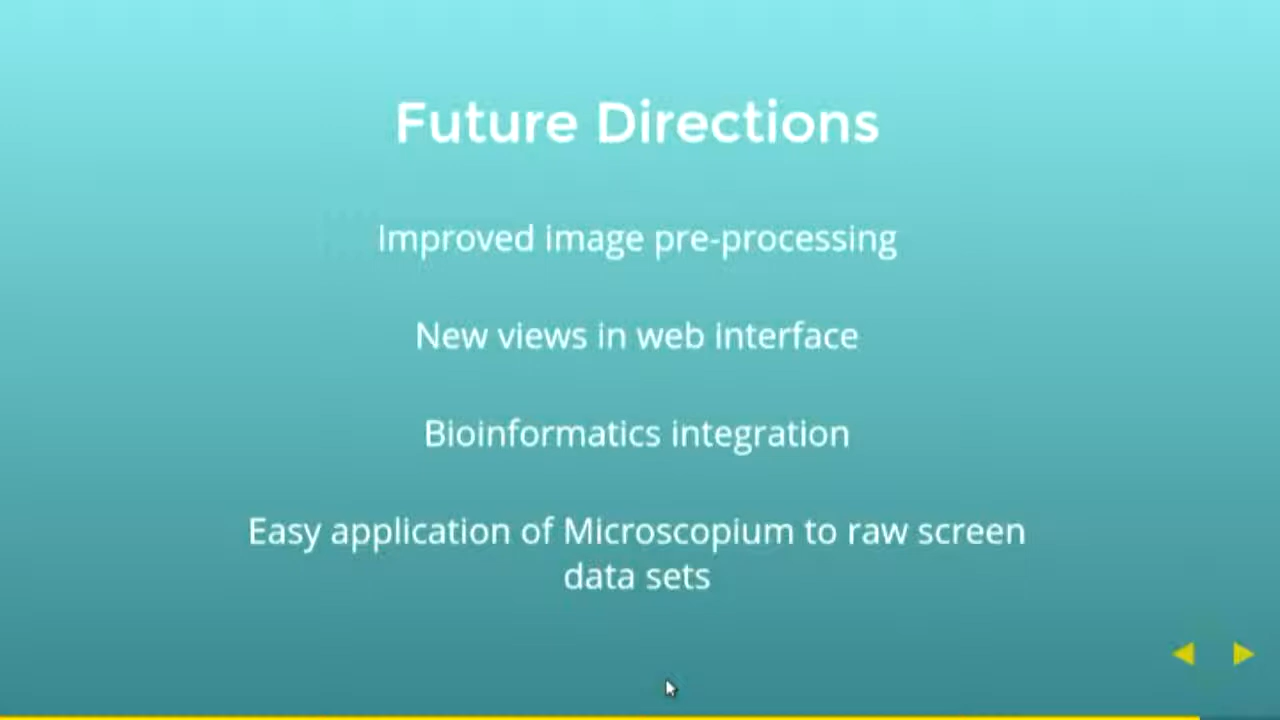 Future Directions
Improved image pre-processing
New views in web interface
Bioinformatics integration
Easy application of Microscopium to raw screen
data sets